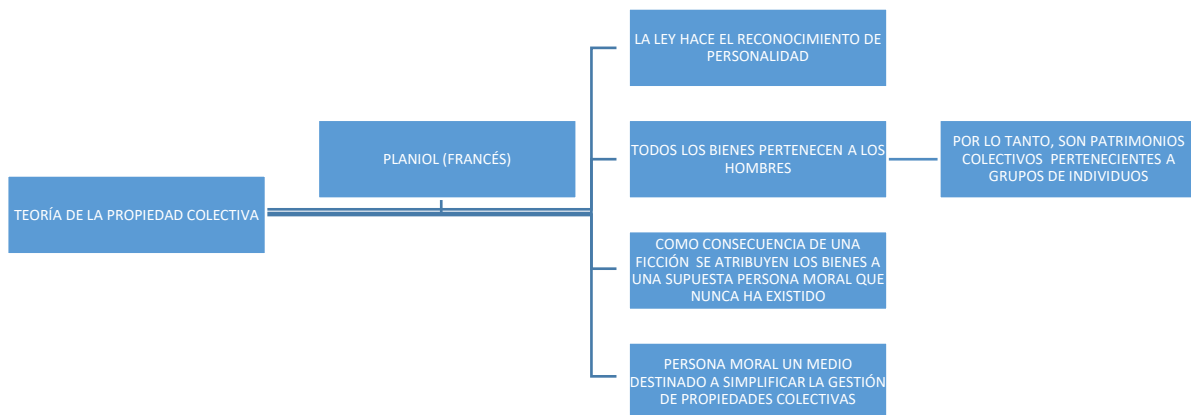 TEORÍA DE LA PROPIEDAD COLECTIVA
PLANIOL (FRANCÉS)
LA LEY HACE EL RECONOCIMIENTO DE
PERSONALIDAD
TODOS LOS BIENES PERTENECEN A LOS
HOMBRES
POR LO TANTO, SON PATRIMONIOS
COLECTIVOS PERTENECIENTES A
GRUPOS DE INDIVIDUOS
COMO CONSECUENCIA DE UNA
FICCIÓN SE ATRIBUYEN LOS BIENES A
UNA SUPUESTA PERSONA MORAL QUE
NUNCA HA EXISTIDO
PERSONA MORAL UN MEDIO
DESTINADO A SIMPLIFICAR LA GESTIÓN
DE PROPIEDADES COLECTIVAS